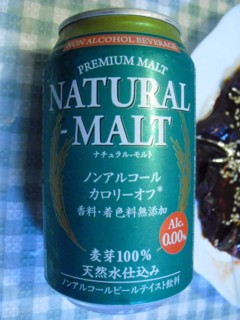 NON ALCOHOL BEVERAGE
PREMIUM MALT
NATURAL
-MALT
ナチュラル・モルト
ノンアルコール
カロリーオフ*
香料・着色料無添加
Alc.
0.00%
麦芽100%
天然水仕込み
ノンアルコールビールテイスト飲料